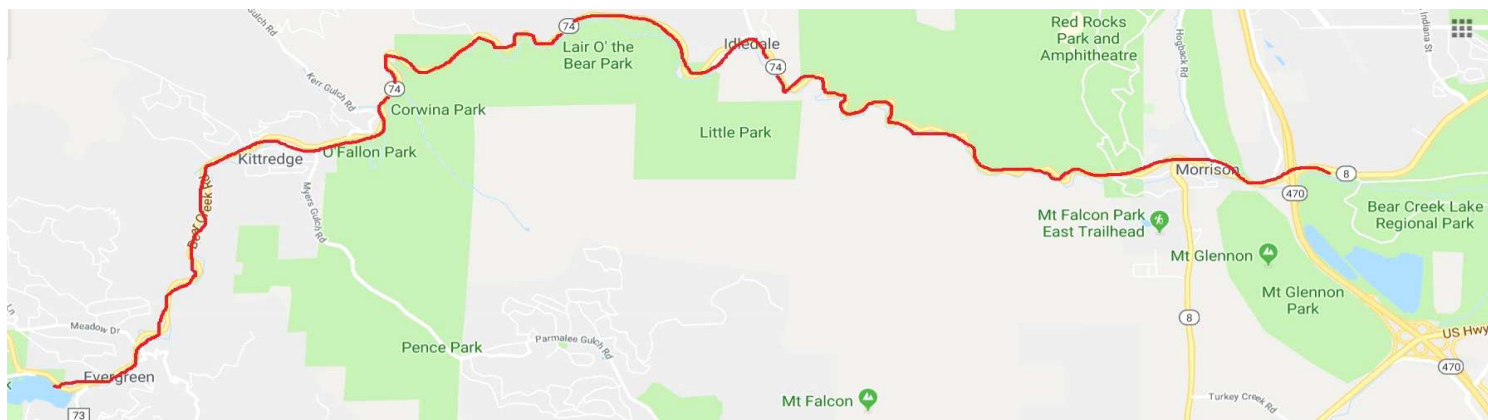 Kerr Gulch Rd
74
Lair O' the
Bear Park
Idledale
74
Red Rocks
Park and
Amphitheatre
Hogback Rd
Indiana St
74
Corwina Park
Little Park
O'Fallon Park
Kittredge
Myers Gulch Rd
Bear Creek Rd
Morrison
8
470
Bear Creek Lake
Regional Park
Mt Falcon Park
East Trailhead
Mt Glennon
Mt Glennon
Park
Meadow Dr
Ln
Pence Park
Parmalee Gulch Rd
8
US Hwy
470
Evergreen
k
73
Mt Falcon
Turkey Creek Rd